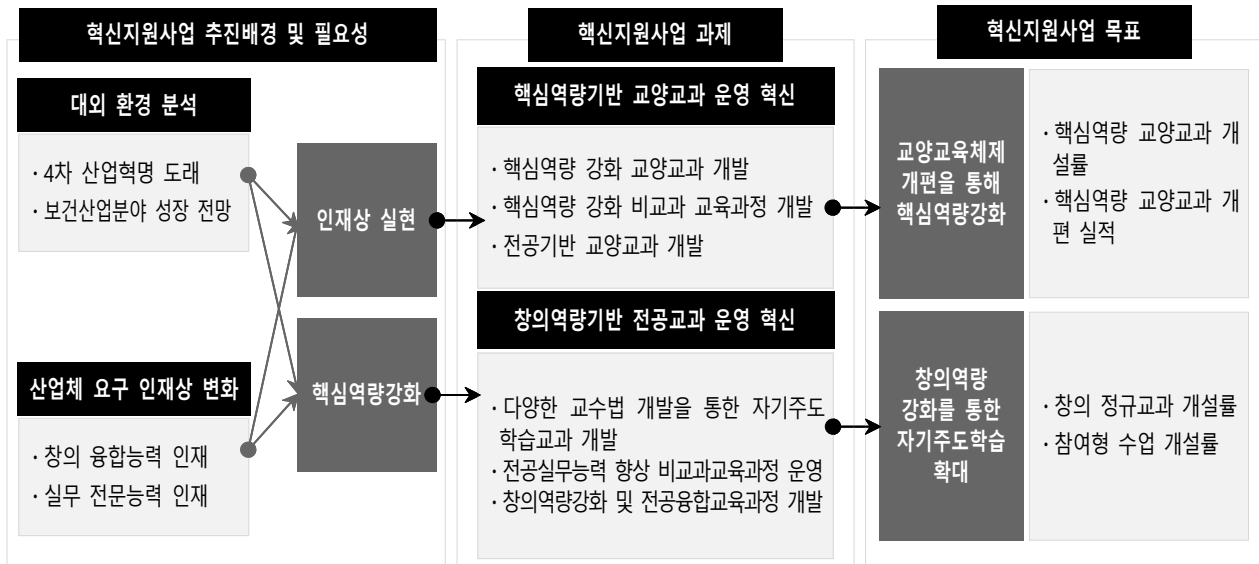 혁신지원사업 추진배경 및 필요성
대외 환경 분석
· 4차 산업혁명 도래
· 보건산업분야 성장 전망
산업체 요구 인재상 변화
· 창의 융합능력 인재
· 실무 전문능력 인재
인재상 실현
핵심역량강화
핵신지원사업 과제
핵심역량기반 교양교과 운영 혁신
· 핵심역량 강화 교양교과 개발
· 핵심역량 강화 비교과 교육과정 개발
· 전공기반 교양교과 개발
창의역량기반 전공교과 운영 혁신
· 다양한 교수법 개발을 통한 자기주도
학습교과 개발
· 전공실무능력 향상 비교과교육과정 운영
· 창의역량강화 및 전공융합교육과정 개발
혁신지원사업 목표
교양교육체제
개편을 통해
핵심역량강화
· 핵심역량 교양교과 개
설률
· 핵심역량 교양교과 개
편 실적
창의역량
강화를 통한
자기주도학습
확대
· 창의 정규교과 개설률
· 참여형 수업 개설률